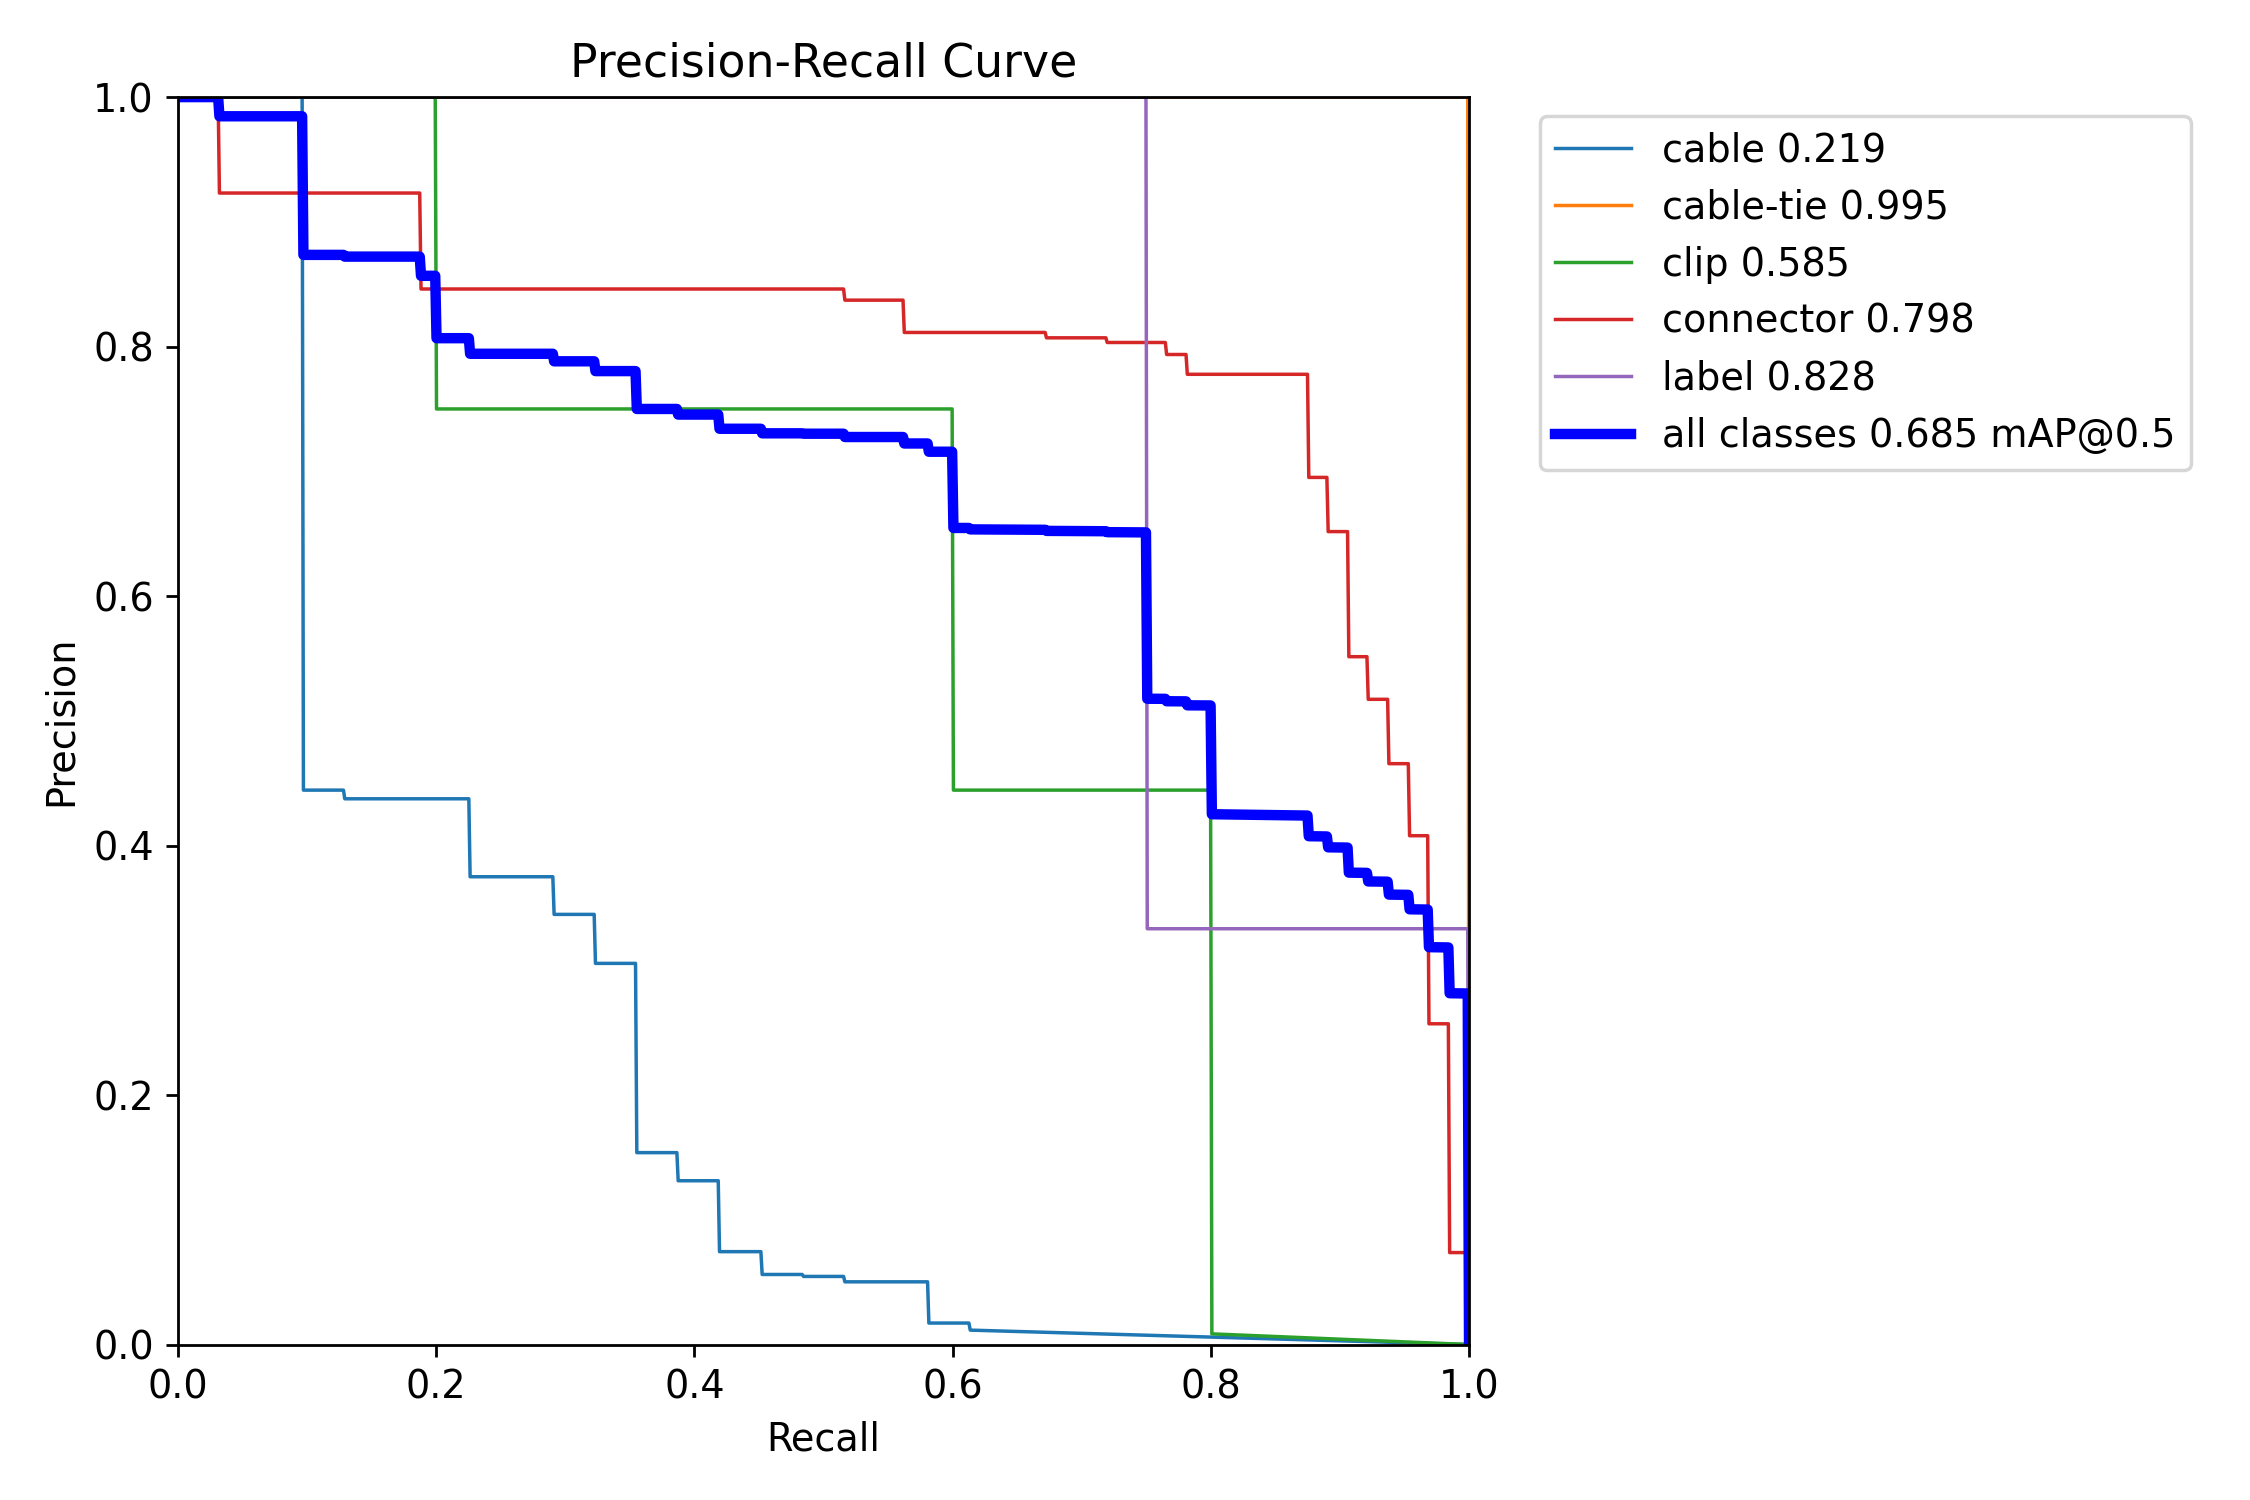 Precision-Recall Curve
1.0
0.8
0.6
0.4
0.2
0.0
Precision
0.0 0.2 0.4 0.6 0.8 1.0
Recall
cable 0.219
cable-tie 0.995
clip 0.585
connector 0.798
label 0.828
all classes 0.685 mAP@0.5